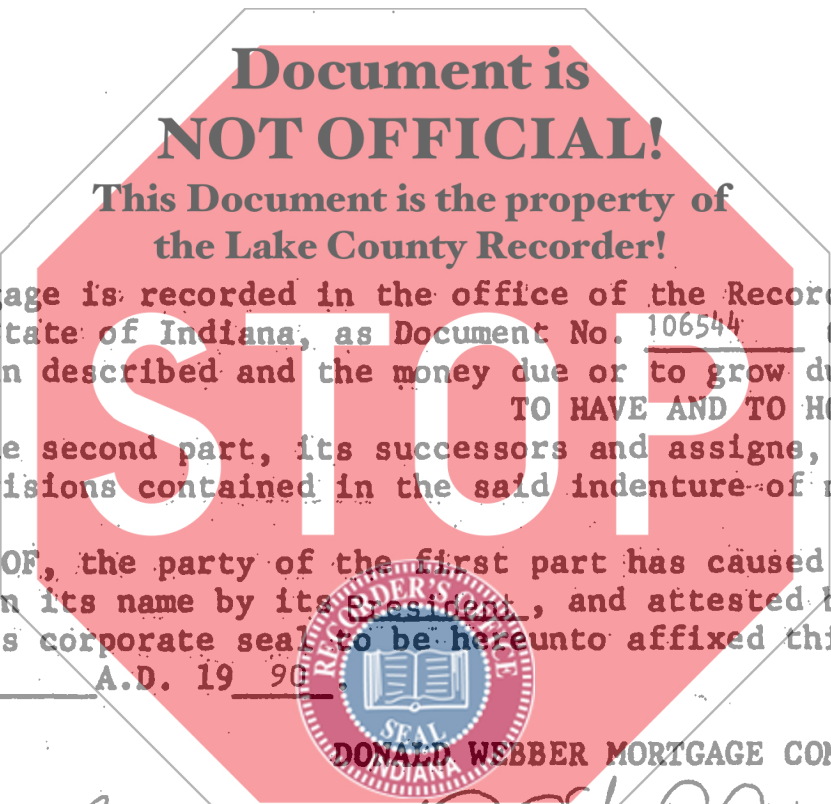 Document is
NOT OFFICIAL!
This Document is the property of
the Lake County Recorder!
age is recorded in the office of the Recor
tate of Indiana, as Document No. 106544
n described and the money due or to grow du
TO HAVE AND TO HO
e second part, its successors and assigns,
isions contained in the said indenture of m
STOP
OF, the party of the first part has caused
n its name by its President, and attested b
s corporate seal to be hereunto affixed thi
A.D. 19 90.
RECORDER'S OFFICE
SEAL
INDIANA
DONALD WEBBER MORTGAGE COM